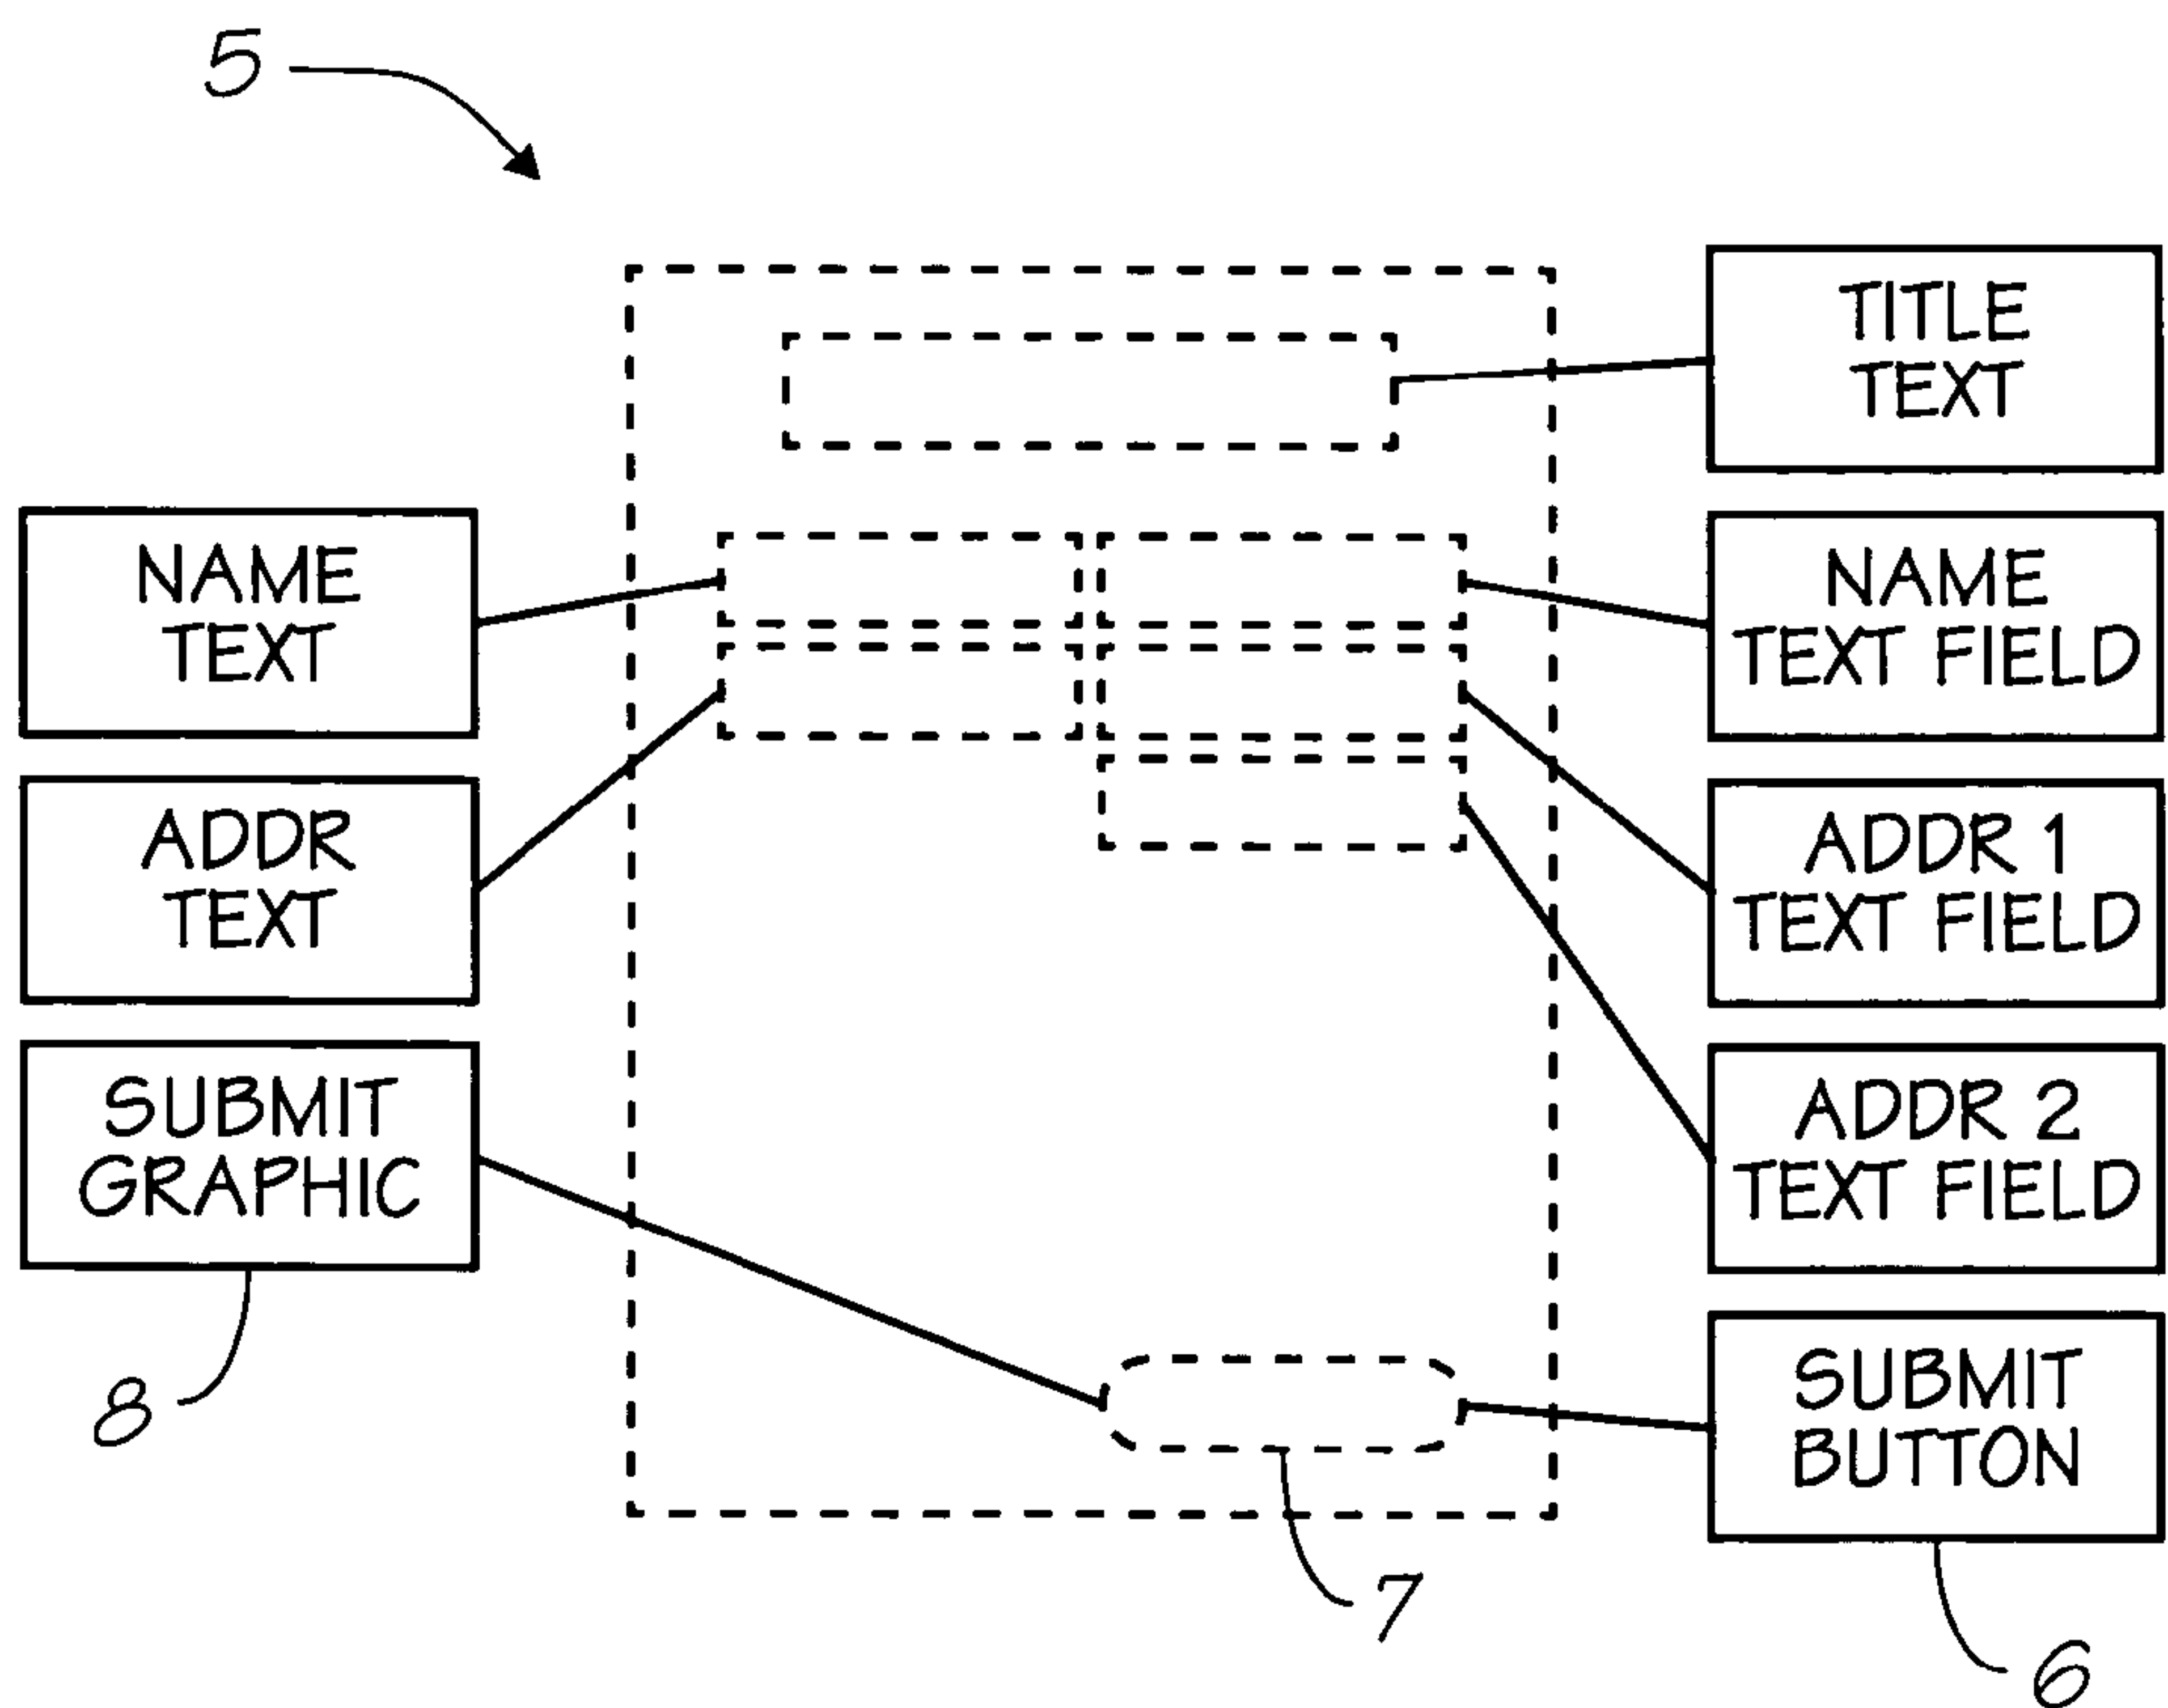 5
TITLE
TEXT
NAME
TEXT
NAME
TEXT FIELD
ADDR
TEXT
ADDR 1
TEXT FIELD
SUBMIT
GRAPHIC
ADDR 2
TEXT FIELD
8
SUBMIT
BUTTON
7
6